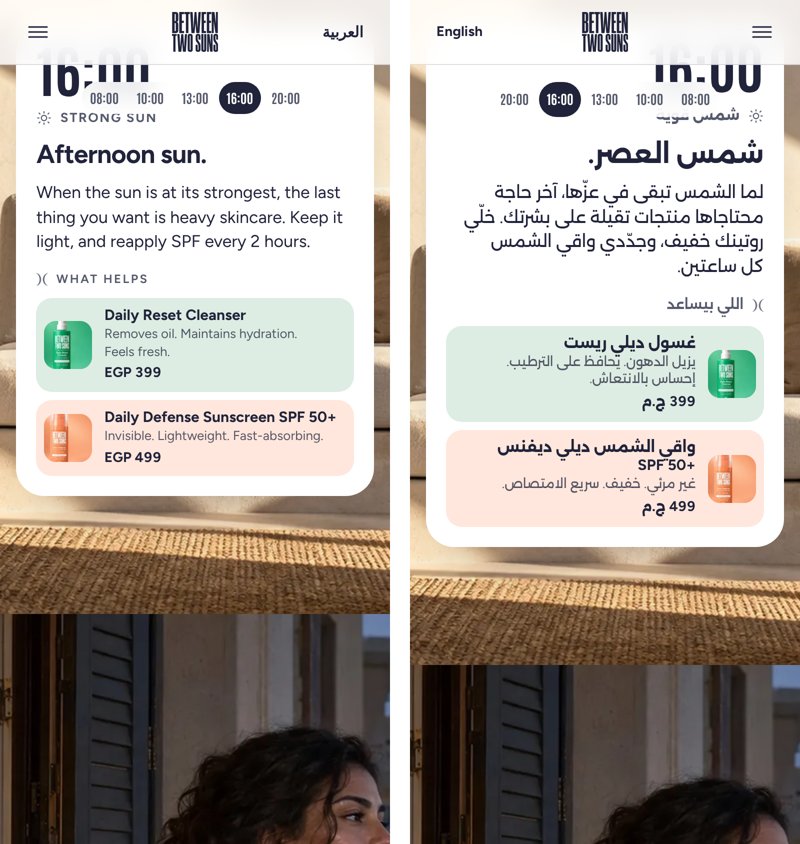 BETWEEN
TWO SUNS
العربية
16:00
08:00 10:00 13:00 16:00 20:00
STRONG SUN
Afternoon sun.
When the sun is at its strongest, the last
thing you want is heavy skincare. Keep it
light, and reapply SPF every 2 hours.
WHAT HELPS
Daily Reset Cleanser
Removes oil. Maintains hydration.
Feels fresh.
EGP 399
Daily Defense Sunscreen SPF 50+
Invisible. Lightweight. Fast-absorbing.
EGP 499
English
BETWEEN
TWO SUNS
16:00
20:00 16:00 13:00 10:00 08:00
شمس قوية
شمس العصر.
لما الشمس تبقى في عزّها، آخر حاجة
محتاجاها منتجات تقيلة على بشرتك. خلّي
روتينك خفيف، وجدّدي واقي الشمس
كل ساعتين.
اللي بيساعد
غسول ديلي ريست
يزيل الدهون. يحافظ على الترطيب.
إحساس بالانتعاش.
399 ج.م
واقي الشمس ديلي ديفنس
SPF 50+
غير مرئي. خفيف. سريع الامتصاص.
499 ج.م